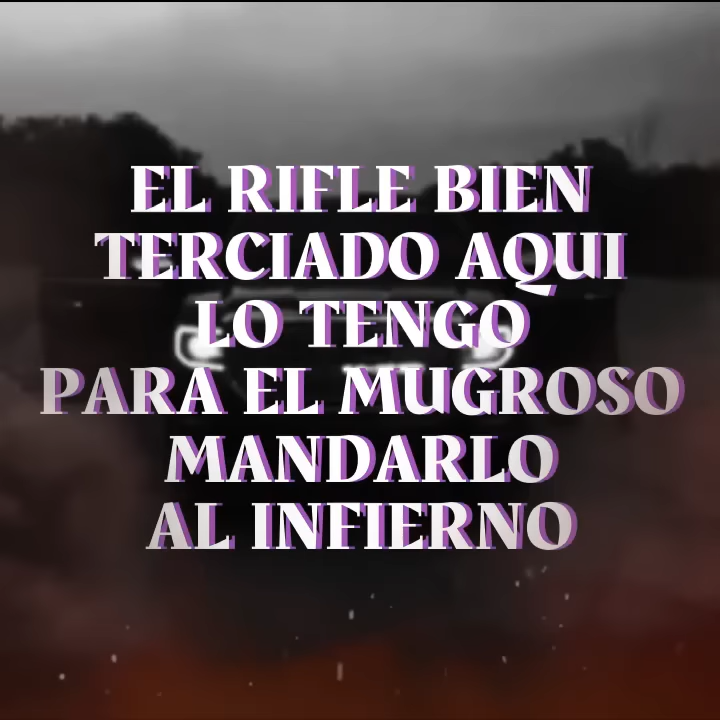 EL RIFLE BIEN
TERCIADO AQUI
LO TENGO
PARA EL MUGROSO
MANDARLO
AL INFIERNO